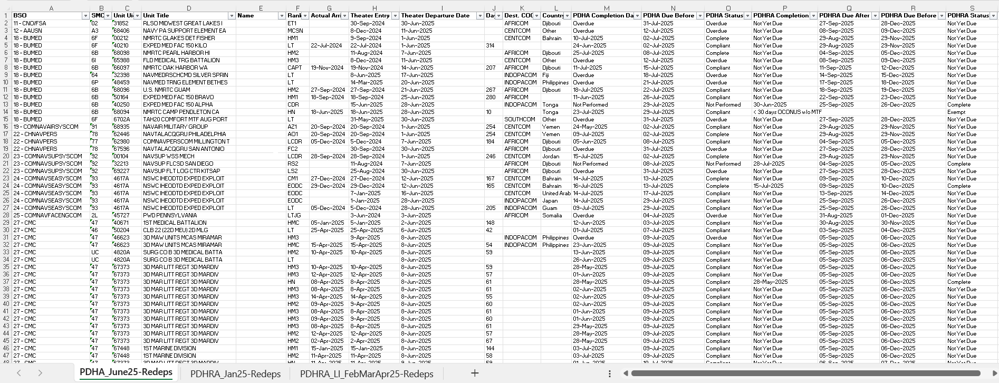 A B C D E F G H I J K L M N O P Q R S
1 BSO SMC Unit Ui Unit Title Name Rank Actual Arri Theater Entry Theater Departure Date Da Dest. COC Country PDHA Completion Da PDHA Due Before PDHA Status PDHRA Completion PDHRA Due After PDHRA Due Before PDHRA Status
2 11 - CNO/FSA 02 31852 RLSO MIDWEST GREAT LAKES I ET1 30-Sep-2024 30-Jun-2025 AFRICOM Djibouti Overdue 31-Jul-2025 Overdue Not Yet Due 27-Sep-2025 28-Dec-2025 Not Yet Due
3 12 - AAUSN A3 68406 NAVY PA SUPPORT ELEMENT EA MCSN 8-Dec-2024 11-Jun-2025 CENTCOM Other Overdue 12-Jul-2025 Overdue Not Yet Due 08-Sep-2025 09-Dec-2025 Not Yet Due
4 18 - BUMED 6F 00212 NMRTC GLAKES DET FISHER HM1 9-Sep-2024 1-Jun-2025 CENTCOM Bahrain 10-Jul-2025 02-Jul-2025 Complete Not Yet Due 29-Aug-2025 29-Nov-2025 Not Yet Due
5 18 - BUMED 6F 40210 EXPED MED FAC 150 KILO LT 22-Jul-2024 22-Jul-2024 1-Jun-2025 314 24-Jun-2025 02-Jul-2025 Compliant Not Yet Due 29-Aug-2025 29-Nov-2025 Not Yet Due
6 18 - BUMED 6B 68098 NMRTC PEARL HARBOR HI HM2 11-Aug-2024 7-Jun-2025 AFRICOM Djibouti 25-Jul-2025 08-Jul-2025 Complete Not Yet Due 04-Sep-2025 05-Dec-2025 Not Yet Due
7 18 - BUMED 6I 65988 FLD MEDICAL TRG BATTALION HM3 8-Dec-2024 11-Jun-2025 CENTCOM Other Overdue 12-Jul-2025 Overdue Not Yet Due 08-Sep-2025 09-Dec-2025 Not Yet Due
8 18 - BUMED 6B 66097 NMRTC OAK HARBOR WA CAPT 19-Nov-2024 19-Nov-2024 14-Jun-2025 207 AFRICOM Djibouti 11-Jul-2025 15-Jul-2025 Compliant Not Yet Due 11-Sep-2025 12-Dec-2025 Not Yet Due
9 18 - BUMED 64 32398 NAVMEDRSCHCMD SILVER SPRIN LT 8-Jun-2025 17-Jun-2025 INDOPACOM Fiji Overdue 18-Jul-2025 Overdue Not Yet Due 14-Sep-2025 15-Dec-2025 Not Yet Due
10 18 - BUMED 6P 48459 NAVMED TRNG ELEMENT BETHES LT 14-Mar-2025 20-Jun-2025 INDOPACOM Philippines Overdue 21-Jul-2025 Overdue Not Yet Due 17-Sep-2025 18-Dec-2025 Not Yet Due
11 18 - BUMED 6B 68096 U.S. NMRTC GUAM HM2 27-Sep-2024 27-Sep-2024 21-Jun-2025 267 AFRICOM Djibouti 18-Jul-2025 22-Jul-2025 Compliant Not Yet Due 18-Sep-2025 19-Dec-2025 Not Yet Due
12 18 - BUMED 6B 50164 EXPED MED FAC 150 BRAVO HM1 18-Sep-2024 18-Sep-2024 25-Jun-2025 280 AFRICOM 11-Jun-2025 26-Jul-2025 Compliant Not Yet Due 22-Sep-2025 23-Dec-2025 Not Yet Due
13 18 - BUMED 6B 40250 EXPED MED FAC 150 ALPHA CDR 15-Jun-2025 28-Jun-2025 INDOPACOM Tonga Not Performed 29-Jul-2025 Not Performed 30-Jun-2025 25-Sep-2025 26-Dec-2025 Complete
14 18 - BUMED 6B 68094 NMRTC CAMP PENDLETON CA HN 18-Jun-2025 18-Jun-2025 28-Jun-2025 10 Tonga 23-Jul-2025 29-Jul-2025 Compliant < 30 days OCONUS w/o MTF Exempt
15 18 - BUMED 6F 6702A TAH20 COMFORT MTF AUG PORT LT 31-May-2025 30-Jun-2025 SOUTHCOM Other Overdue 31-Jul-2025 Overdue Not Yet Due 27-Sep-2025 28-Dec-2025 Not Yet Due
16 19 - COMNAVAIRSYSCOM 91 68935 NAVAIR MILITARY GROUP AZ1 20-Sep-2024 20-Sep-2024 1-Jun-2025 254 CENTCOM Yemen 24-May-2025 02-Jul-2025 Compliant Not Yet Due 29-Aug-2025 29-Nov-2025 Not Yet Due
17 22 - CHNAVPERS 78 62446 NAVTALACQGRU PHILADELPHIA AO1 20-Sep-2024 20-Sep-2024 1-Jun-2025 254 CENTCOM Yemen 09-Jul-2025 02-Jul-2025 Complete Not Yet Due 29-Aug-2025 29-Nov-2025 Not Yet Due
18 22 - CHNAVPERS 77 62980 COMNAVPERSCOM MILLINGTON T LCDR 05-Dec-2024 5-Dec-2024 7-Jun-2025 184 AFRICOM Djibouti 05-Jun-2025 08-Jul-2025 Compliant Not Yet Due 04-Sep-2025 05-Dec-2025 Not Yet Due
19 22 - CHNAVPERS 78 67596 NAVTALACQGRU SAN ANTONIO FC2 30-Sep-2024 30-Jun-2025 AFRICOM Djibouti Overdue 31-Jul-2025 Overdue Not Yet Due 27-Sep-2025 28-Dec-2025 Not Yet Due
20 23 - COMNAVSUPSYSCOM 92 00104 NAVSUP WSS MECH LCDR 28-Sep-2024 28-Sep-2024 1-Jun-2025 246 CENTCOM Jordan 15-Jul-2025 02-Jul-2025 Complete Not Yet Due 29-Aug-2025 29-Nov-2025 Not Yet Due
21 23 - COMNAVSUPSYSCOM 92 32213 NAVSUP FLCSD SAN DIEGO RS2 11-Aug-2024 7-Jun-2025 AFRICOM Djibouti Not Performed 08-Jul-2025 Not Performed 28-Jul-2025 04-Sep-2025 05-Dec-2025 Complete
22 23 - COMNAVSUPSYSCOM 92 69227 NAVSUP FLT LOG CTR KITSAP LS2 25-Aug-2024 30-Jun-2025 AFRICOM Djibouti Overdue 31-Jul-2025 Overdue Not Yet Due 27-Sep-2025 28-Dec-2025 Not Yet Due
23 24 - COMNAVSEASYSCOM 93 4617A NSWC IHEODTD EXPED EXPLOIT CM1 27-Dec-2024 27-Dec-2024 12-Jun-2025 167 CENTCOM Bahrain 14-Jul-2025 13-Jul-2025 Complete Not Yet Due 09-Sep-2025 10-Dec-2025 Not Yet Due
24 24 - COMNAVSEASYSCOM 93 4617A NSWC IHEODTD EXPED EXPLOIT EODC 29-Dec-2024 29-Dec-2024 12-Jun-2025 165 CENTCOM Bahrain 16-Jul-2025 13-Jul-2025 Complete 15-Jul-2025 09-Sep-2025 10-Dec-2025 Complete
25 24 - COMNAVSEASYSCOM 93 4617A NSWC IHEODTD EXPED EXPLOIT EODC 7-Jan-2025 16-Jun-2025 CENTCOM United Arab 14-Jul-2025 17-Jul-2025 Compliant Not Yet Due 13-Sep-2025 14-Dec-2025 Not Yet Due
26 24 - COMNAVSEASYSCOM 93 4617A NSWC IHEODTD EXPED EXPLOIT EODC 1-Jan-2025 28-Jun-2025 INDOPACOM Japan 14-Jul-2025 29-Jul-2025 Compliant Not Yet Due 25-Sep-2025 26-Dec-2025 Not Yet Due
27 24 - COMNAVSEASYSCOM 93 4617A NSWC IHEODTD EXPED EXPLOIT LT 05-Dec-2024 5-Dec-2024 28-Jun-2025 205 INDOPACOM Guam 09-Jul-2025 29-Jul-2025 Compliant Not Yet Due 25-Sep-2025 26-Dec-2025 Not Yet Due
28 25 - COMNAVFACENGCOM 2L 45727 PWD PENNSYLVANIA LTJG 3-Jun-2024 3-Jun-2025 AFRICOM Somalia Overdue 04-Jul-2025 Overdue Not Yet Due 31-Aug-2025 01-Dec-2025 Not Yet Due
29 27 - CMC 47 40671 1ST MEDICAL BATTALION HMC 05-Jan-2025 5-Jan-2025 2-Jun-2025 148 12-Jun-2025 03-Jul-2025 Compliant Not Yet Due 30-Aug-2025 30-Nov-2025 Not Yet Due
30 27 - CMC 46 50204 CLB 22 (22D MEU) 2D MLG LT 25-Apr-2025 25-Apr-2025 6-Jun-2025 42 01-Jul-2025 07-Jul-2025 Compliant Not Yet Due 03-Sep-2025 04-Dec-2025 Not Yet Due
31 27 - CMC 47 46623 3D MAW UNITS MCAS MIRAMAR HM3 9-Apr-2025 8-Jun-2025 INDOPACOM Philippines Overdue 09-Jul-2025 Overdue Not Yet Due 05-Sep-2025 06-Dec-2025 Not Yet Due
32 27 - CMC 47 46623 3D MAW UNITS MCAS MIRAMAR HMC 15-Apr-2025 15-Apr-2025 8-Jun-2025 54 INDOPACOM Philippines 23-Jun-2025 09-Jul-2025 Compliant Not Yet Due 05-Sep-2025 06-Dec-2025 Not Yet Due
33 27 - CMC UC 4820A SURG CO B 3D MEDICAL BATTA HM2 10-Apr-2025 10-Apr-2025 8-Jun-2025 59 13-Jun-2025 09-Jul-2025 Compliant Not Yet Due 05-Sep-2025 06-Dec-2025 Not Yet Due
34 27 - CMC UC 4820A SURG CO B 3D MEDICAL BATTA LT 8-Jun-2025 26-Jun-2025 09-Jul-2025 Compliant Not Yet Due 05-Sep-2025 06-Dec-2025 Not Yet Due
35 27 - CMC 47 67373 3D MAR LITT REGT 3D MARDIV HM3 10-Apr-2025 10-Apr-2025 8-Jun-2025 59 28-May-2025 09-Jul-2025 Compliant Not Yet Due 05-Sep-2025 06-Dec-2025 Not Yet Due
36 27 - CMC 47 67373 3D MAR LITT REGT 3D MARDIV HM3 12-Apr-2025 12-Apr-2025 8-Jun-2025 57 01-Jun-2025 09-Jul-2025 Compliant Not Yet Due 05-Sep-2025 06-Dec-2025 Not Yet Due
37 27 - CMC 47 67373 3D MAR LITT REGT 3D MARDIV HN 08-Apr-2025 8-Apr-2025 8-Jun-2025 61 28-May-2025 09-Jul-2025 Compliant 28-May-2025 05-Sep-2025 06-Dec-2025 Complete
38 27 - CMC 47 67373 3D MAR LITT REGT 3D MARDIV HM3 08-Apr-2025 8-Apr-2025 8-Jun-2025 61 02-Jun-2025 09-Jul-2025 Compliant Not Yet Due 05-Sep-2025 06-Dec-2025 Not Yet Due
39 27 - CMC 47 67373 3D MAR LITT REGT 3D MARDIV HM3 14-Apr-2025 14-Apr-2025 8-Jun-2025 55 02-Jun-2025 09-Jul-2025 Compliant Not Yet Due 05-Sep-2025 06-Dec-2025 Not Yet Due
40 27 - CMC 47 67373 3D MAR LITT REGT 3D MARDIV HM2 09-Apr-2025 9-Apr-2025 8-Jun-2025 60 02-Jun-2025 09-Jul-2025 Compliant Not Yet Due 05-Sep-2025 06-Dec-2025 Not Yet Due
41 27 - CMC 47 67373 3D MAR LITT REGT 3D MARDIV HM3 08-Apr-2025 8-Apr-2025 8-Jun-2025 61 01-Jun-2025 09-Jul-2025 Compliant Not Yet Due 05-Sep-2025 06-Dec-2025 Not Yet Due
42 27 - CMC 47 67373 3D MAR LITT REGT 3D MARDIV HM3 09-Apr-2025 9-Apr-2025 8-Jun-2025 60 01-Jun-2025 09-Jul-2025 Compliant Not Yet Due 05-Sep-2025 06-Dec-2025 Not Yet Due
43 27 - CMC 47 67373 3D MAR LITT REGT 3D MARDIV HM3 08-Apr-2025 8-Apr-2025 8-Jun-2025 61 29-May-2025 09-Jul-2025 Compliant Not Yet Due 05-Sep-2025 06-Dec-2025 Not Yet Due
44 27 - CMC 47 67373 3D MAR LITT REGT 3D MARDIV HM2 12-Apr-2025 12-Apr-2025 8-Jun-2025 57 28-May-2025 09-Jul-2025 Compliant Not Yet Due 05-Sep-2025 06-Dec-2025 Not Yet Due
45 27 - CMC 47 67373 3D MAR LITT REGT 3D MARDIV HM2 02-Apr-2025 2-Apr-2025 8-Jun-2025 67 28-May-2025 09-Jul-2025 Compliant Not Yet Due 05-Sep-2025 06-Dec-2025 Not Yet Due
46 27 - CMC 47 67448 1ST MARINE DIVISION HM1 15-Jan-2025 15-Jan-2025 8-Jun-2025 144 03-Jul-2025 09-Jul-2025 Compliant Not Yet Due 05-Sep-2025 06-Dec-2025 Not Yet Due
47 27 - CMC 47 67448 1ST MARINE DIVISION HM2 11-Apr-2025 11-Apr-2025 8-Jun-2025 58 03-Jul-2025 09-Jul-2025 Compliant Not Yet Due 05-Sep-2025 06-Dec-2025 Not Yet Due
PDHA_June25-Redeps PDHRA_Jan25-Redeps PDHRA_LI_FebMarApr25-Redeps